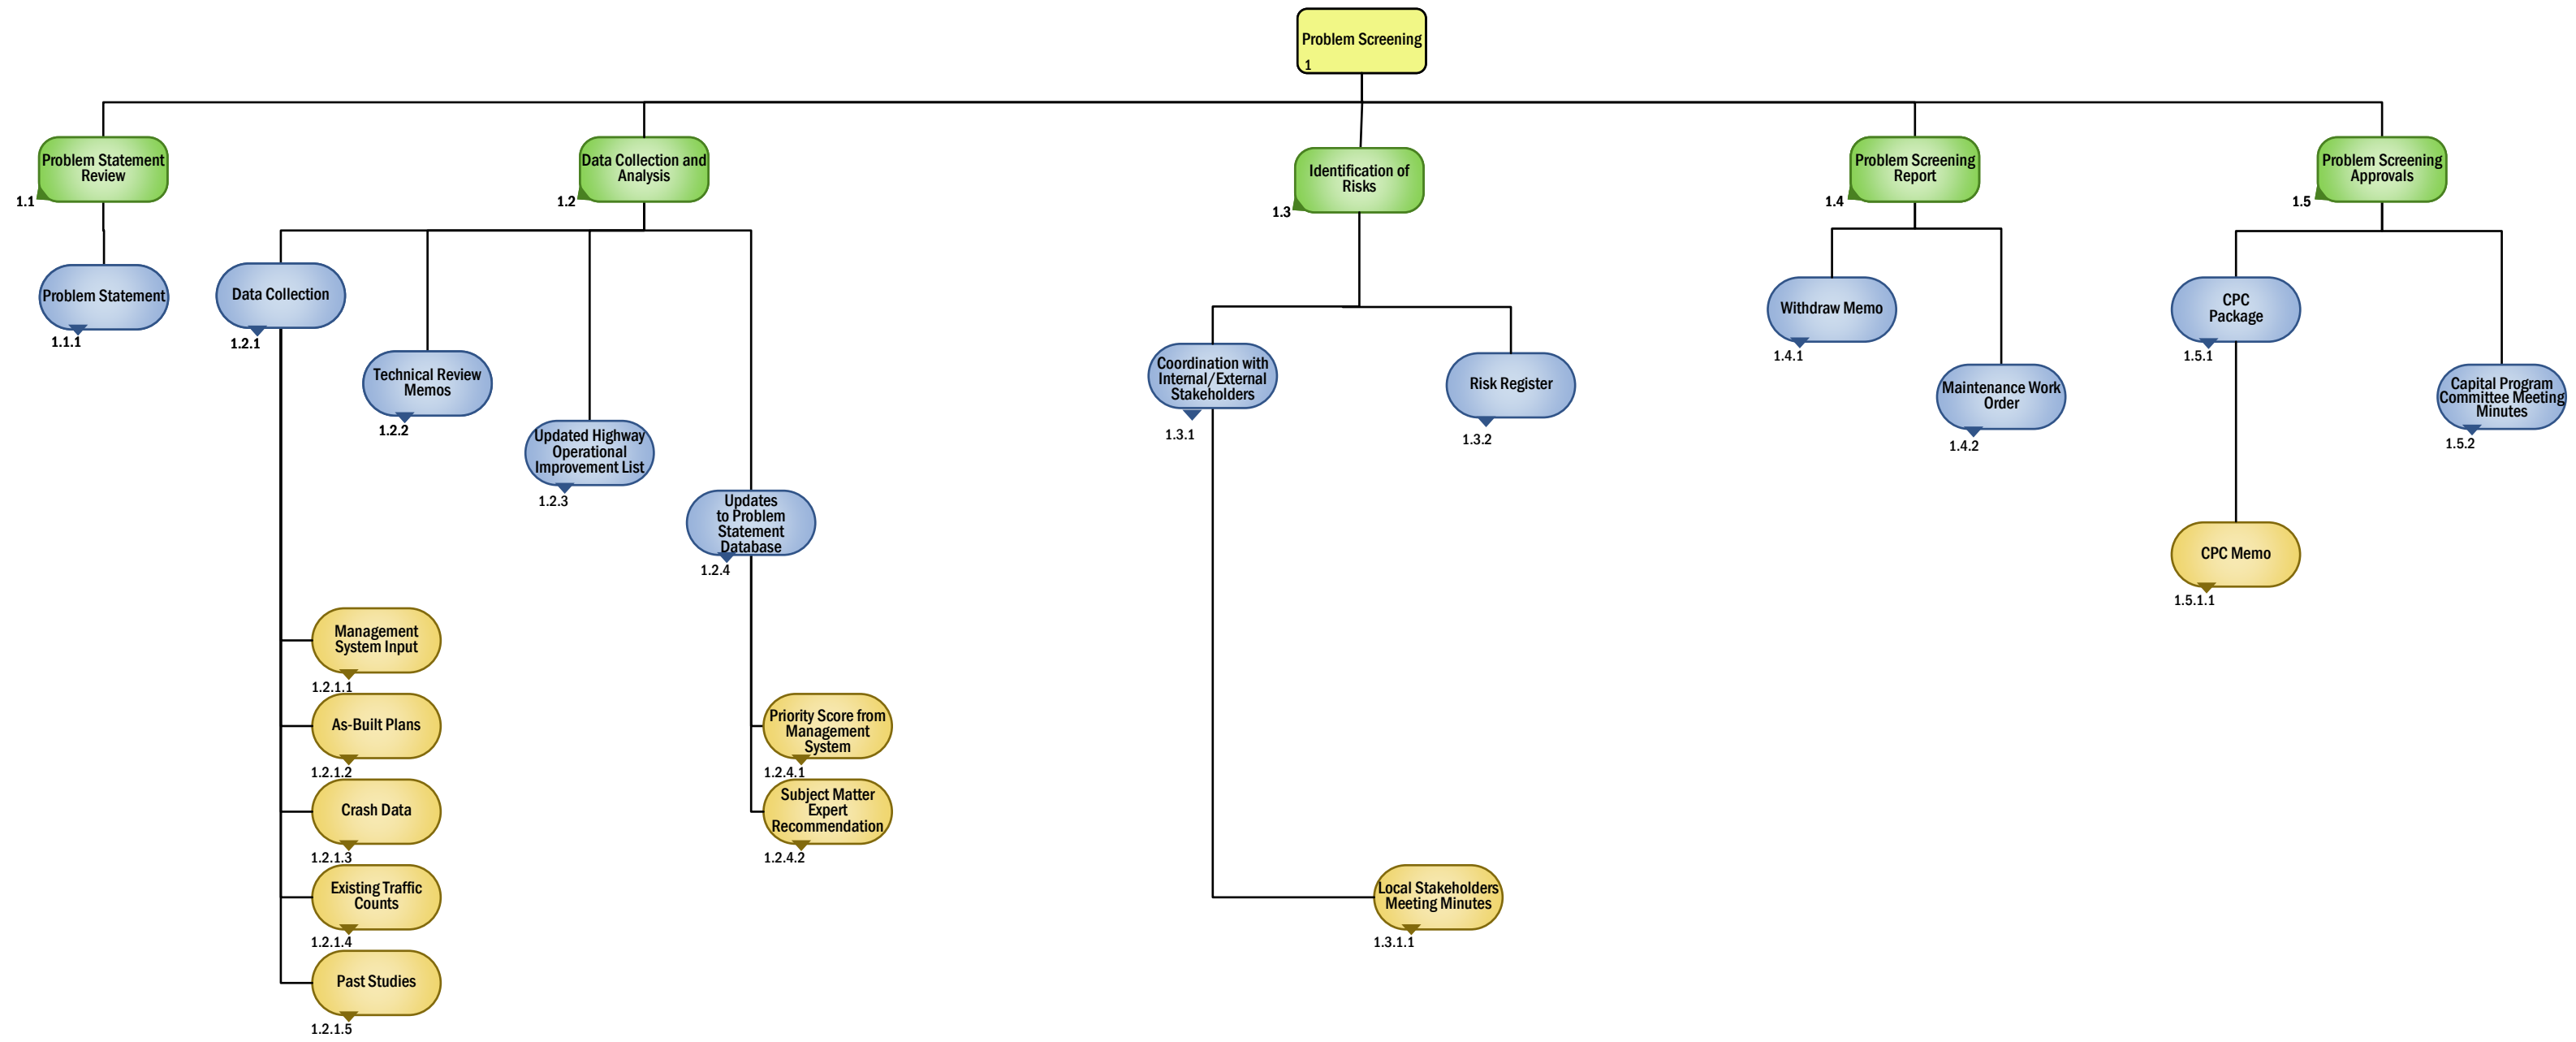 Problem Screening
1
Problem Statement
Review
1.1
Data Collection and
Analysis
1.2
Identification of
Risks
1.3
Problem Screening
Report
1.4
Problem Screening
Approvals
1.5
Problem Statement
1.1.1
Data Collection
1.2.1
Technical Review
Memos
1.2.2
Updated Highway
Operational
Improvement List
1.2.3
Updates
to Problem
Statement
Database
1.2.4
Coordination with
Internal/External
Stakeholders
1.3.1
Risk Register
1.3.2
Withdraw Memo
1.4.1
Maintenance Work
Order
1.4.2
CPC
Package
1.5.1
Capital Program
Committee Meeting
Minutes
1.5.2
CPC Memo
1.5.1.1
Management
System Input
1.2.1.1
As-Built Plans
1.2.1.2
Crash Data
1.2.1.3
Existing Traffic
Counts
1.2.1.4
Past Studies
1.2.1.5
Priority Score from
Management
System
1.2.4.1
Subject Matter
Expert
Recommendation
1.2.4.2
Local Stakeholders
Meeting Minutes
1.3.1.1